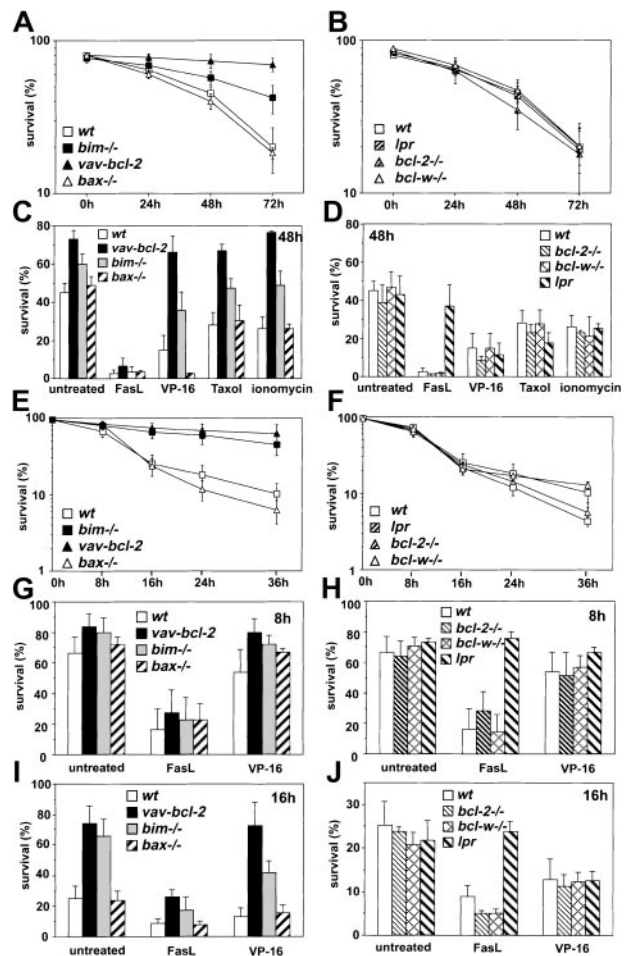 A
100
survival (%)
10
wt
bim-/-
vav-bcl-2
bax-/-
0h 24h 48h 72h
B
100
survival (%)
10
wt
lpr
bcl-2-/-
bcl-w-/-
0h 24h 48h 72h
C
80
60
40
20
0
survival (%)
wt
vav-bcl-2
bim-/-
bax-/-
48h
untreated FasL VP-16 Taxol ionomycin
D
80
60
40
20
0
survival (%)
48h
wt
bcl-2-/-
bcl-w-/-
lpr
untreated FasL VP-16 Taxol ionomycin
E
100
10
1
survival (%)
wt
bim-/-
vav-bcl-2
bax-/-
0h 8h 16h 24h 36h
F
100
10
1
survival (%)
wt
lpr
bcl-2-/-
bcl-w-/-
0h 8h 16h 24h 36h
G
100
80
60
40
20
0
survival (%)
wt
vav-bcl-2
bim-/-
bax-/-
8h
untreated FasL VP-16
H
100
80
60
40
20
0
survival (%)
wt
bcl-2-/-
bcl-w-/-
lpr
8h
untreated FasL VP-16
I
100
80
60
40
20
0
survival (%)
wt
vav-bcl-2
bim-/-
bax-/-
16h
untreated FasL VP-16
J
30
20
10
0
survival (%)
wt
bcl-2-/-
bcl-w-/-
lpr
16h
untreated FasL VP-16